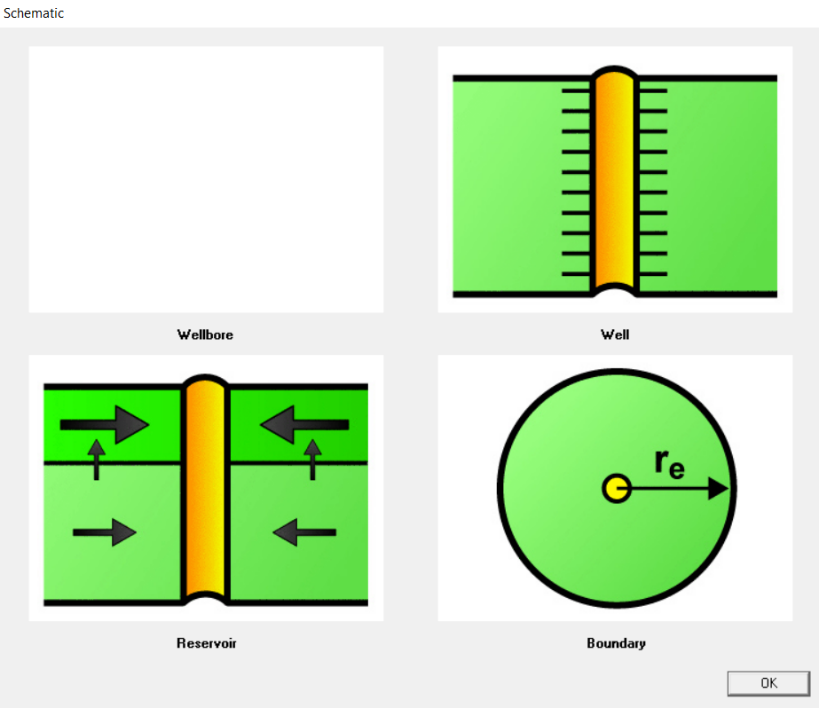 Schematic
Wellbore
Well
re
Reservoir
Boundary
OK